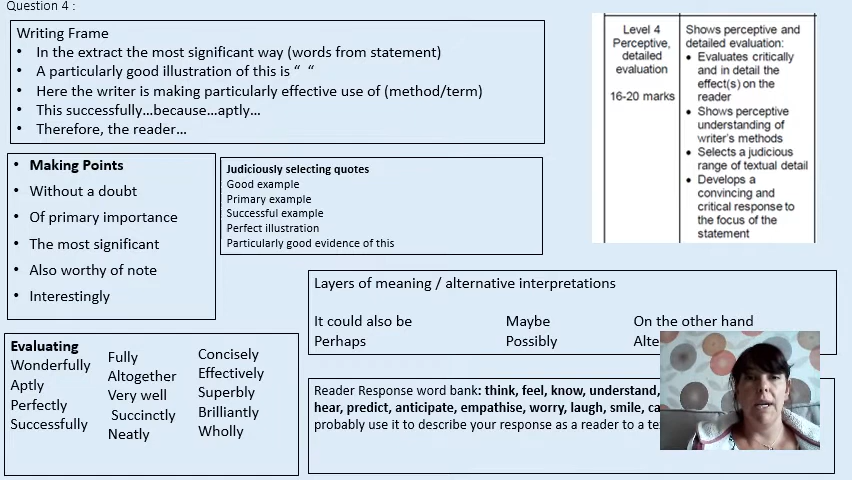 Question 4 :
Writing Frame
• In the extract the most significant way (words from statement)
• A particularly good illustration of this is “  “
• Here the writer is making particularly effective use of (method/term)
• This successfully…because…aptly…
• Therefore, the reader…
Level 4
Perceptive,
detailed
evaluation
16-20 marks
Shows perceptive and
detailed evaluation:
• Evaluates critically
and in detail the
effect(s) on the
reader
• Shows perceptive
understanding of
writer's methods
• Selects a judicious
range of textual detail
• Develops a
convincing and
critical response to
the focus of the
statement
• Making Points
• Without a doubt
• Of primary importance
• The most significant
• Also worthy of note
• Interestingly
Judiciously selecting quotes
Good example
Primary example
Successful example
Perfect illustration
Particularly good evidence of this
Layers of meaning / alternative interpretations
It could also be Maybe On the other hand
Perhaps Possibly
Evaluating
Wonderfully
Aptly
Perfectly
Successfully
Fully
Altogether
Very well
Succinctly
Neatly
Concisely
Effectively
Superbly
Brilliantly
Wholly
Reader Response word bank: think, feel, know, understand,
hear, predict, anticipate, empathise, worry, laugh, smile,
probably use it to describe your response as a reader to a